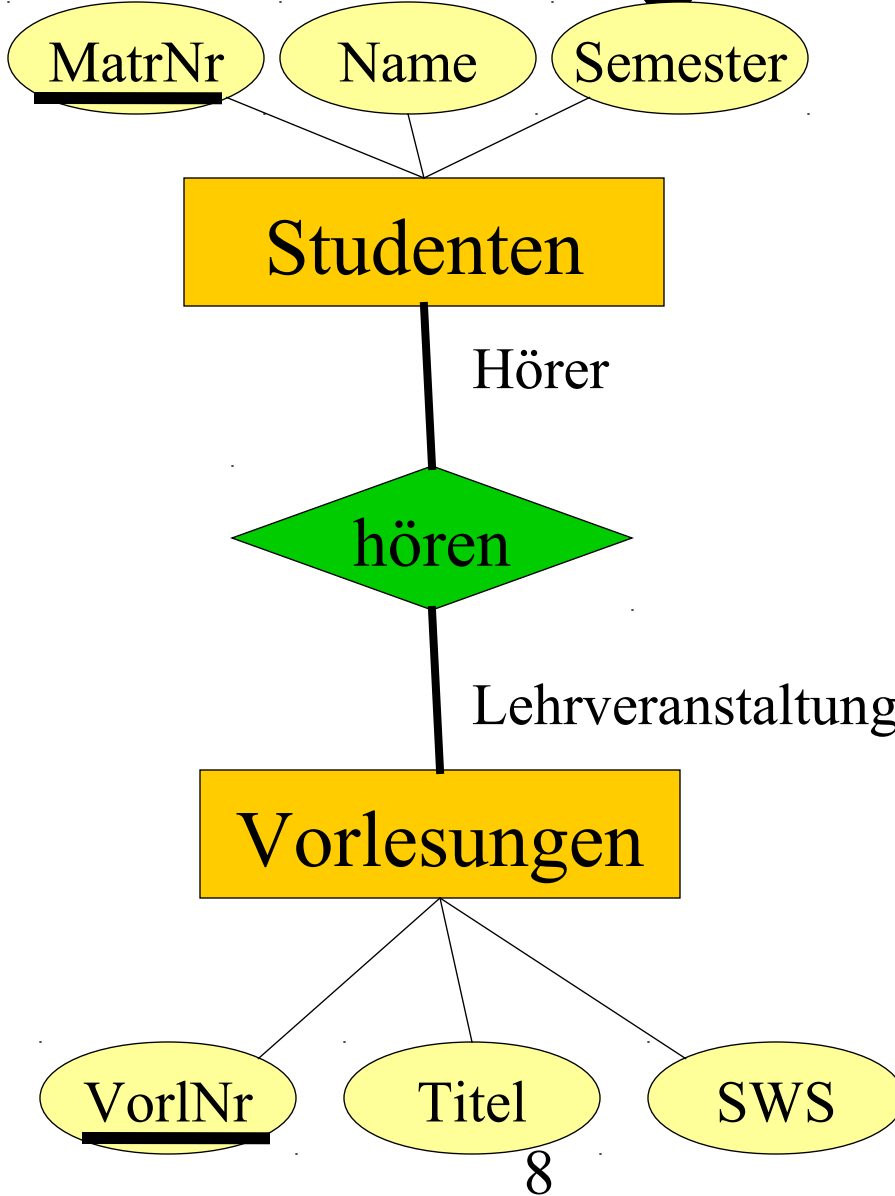 MatrNr Name Semester
Studenten
Hörer
hören
Lehrveranstaltung
Vorlesungen
VorlNr Titel SWS
8